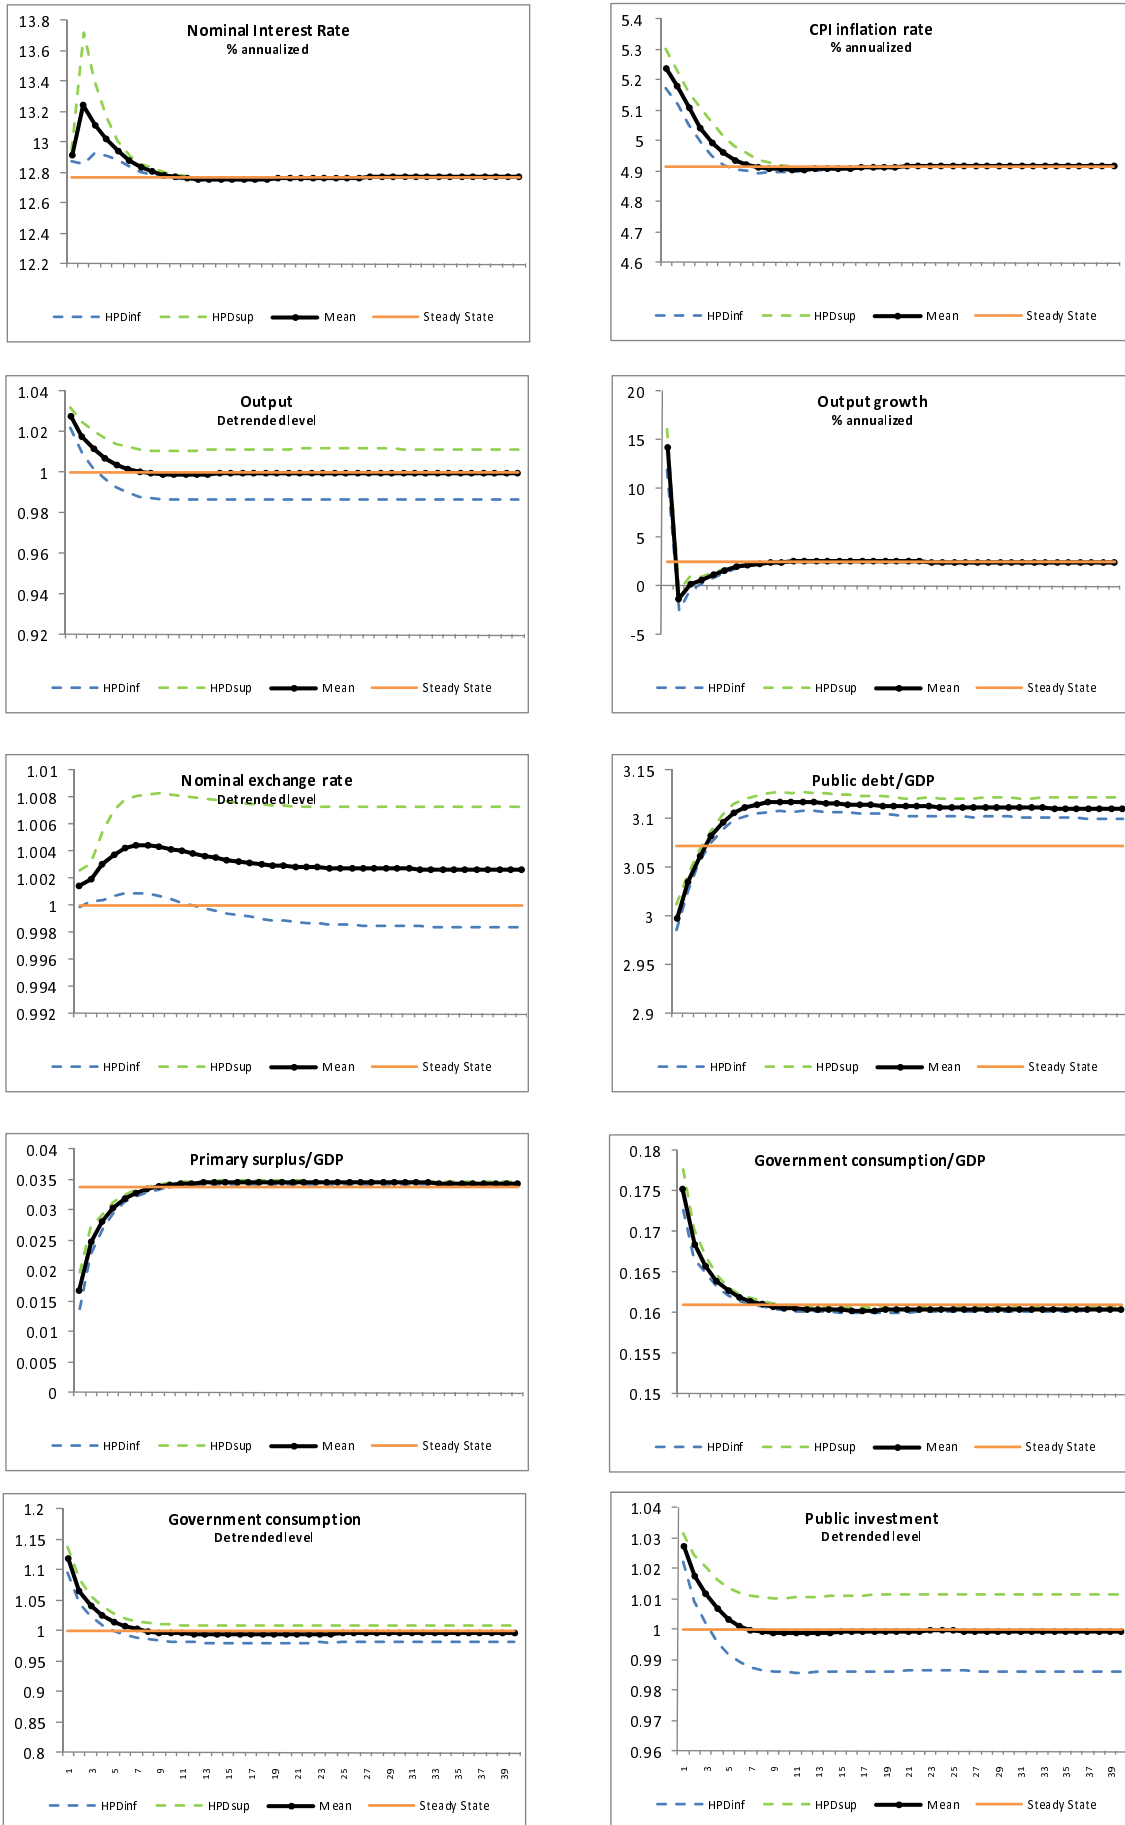 Nominal Interest Rate
% annualized
13.8
13.6
13.4
13.2
13
12.8
12.6
12.4
12.2
HPDinf HPDsup Mean Steady State
CPI inflation rate
% annualized
5.4
5.3
5.2
5.1
5
4.9
4.8
4.7
4.6
HPDinf HPDsup Mean Steady State
Output
Detrended level
1.04
1.02
1
0.98
0.96
0.94
0.92
HPDinf HPDsup Mean Steady State
Output growth
% annualized
20
15
10
5
0
-5
HPDinf HPDsup Mean Steady State
Nominal exchange rate
Detrended level
1.01
1.008
1.006
1.004
1.002
1
0.998
0.996
0.994
0.992
HPDinf HPDsup Mean Steady State
Public debt/GDP
3.15
3.1
3.05
3
2.95
2.9
HPDinf HPDsup Mean Steady State
Primary surplus/GDP
0.04
0.035
0.03
0.025
0.02
0.015
0.01
0.005
0
HPDinf HPDsup Mean Steady State
Government consumption/GDP
0.18
0.175
0.17
0.165
0.16
0.155
0.15
HPDinf HPDsup Mean Steady State
Government consumption
Detrended level
1.2
1.15
1.1
1.05
1
0.95
0.9
0.85
0.8
1 3 5 7 9 11 13 15 17 19 21 23 25 27 29 31 33 35 37 39
HPDinf HPDsup Mean Steady State
Public investment
Detrended level
1.04
1.03
1.02
1.01
1
0.99
0.98
0.97
0.96
1 3 5 7 9 11 13 15 17 19 21 23 25 27 29 31 33 35 37 39
HPDinf HPDsup Mean Steady State